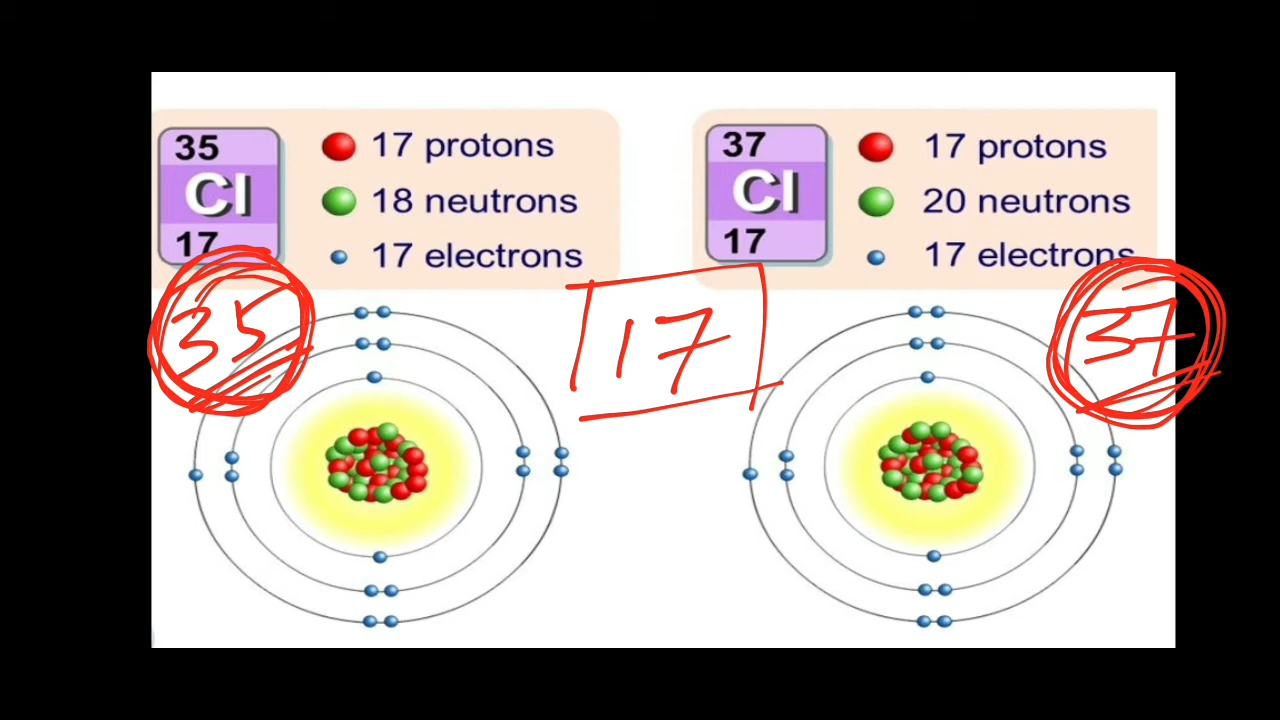 35
Cl
17
17 protons
18 neutrons
17 electrons
37
Cl
17
17 protons
20 neutrons
17 electrons
35
17
37